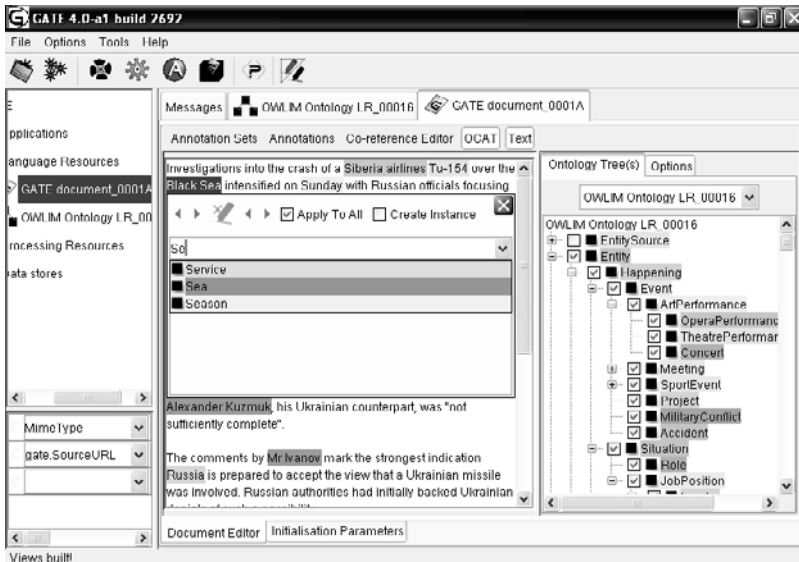 GATE 4.0-a1 build 2692
File Options Tools Help
Messages OWLIM Ontology LR_00016 GATE document_0001A
Annotation Sets Annotations Co-reference Editor OCAT Text
E
pplications
anguage Resources
GATE document_0001A
OWLIM Ontology LR_00
rocessing Resources
ata stores
MimeType
gate.SourceURL
Investigations into the crash of a Siberia airlines Tu-154 over the
Black Sea intensified on Sunday with Russian officials focusing
Apply To All Create Instance
Se
Service
Sea
Season
Alexander Kuzmuk, his Ukrainian counterpart, was "not
sufficiently complete".
The comments by Mr Ivanov mark the strongest indication
Russia is prepared to accept the view that a Ukrainian missile
was involved. Russian authorities had initially backed Ukrainian
Ontology Tree(s) Options
OWLIM Ontology LR_00016
OWLIM Ontology LR_00016
EntitySource
Entity
Happening
Event
ArtPerformance
OperaPerformanc
TheatrePerformar
Concert
Meeting
SportEvent
Project
MilitaryConflict
Accident
Situation
Role
JobPosition
Document Editor Initialisation Parameters
Views built!